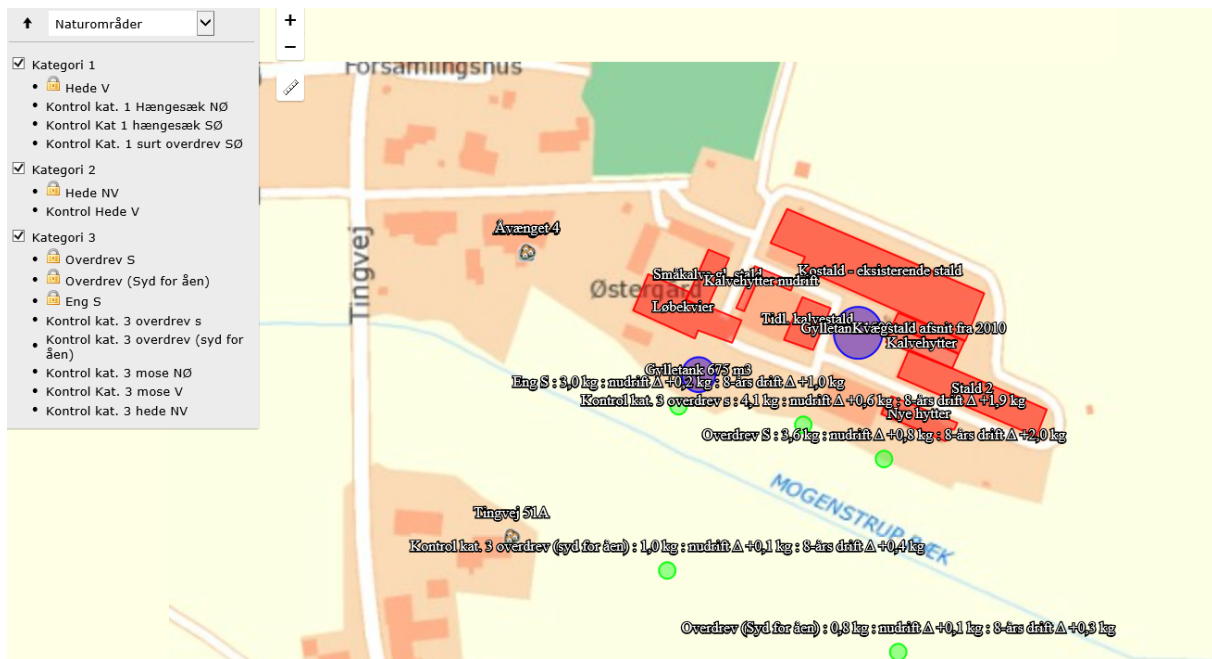 Naturområder
Kategori 1
Hede V
Kontrol kat. 1 Hængesæk NØ
Kontrol Kat 1 hængesæk SØ
Kontrol Kat. 1 surt overdrev SØ
Kategori 2
Hede NV
Kontrol Hede V
Kategori 3
Overdrev S
Overdrev (Syd for åen)
Eng S
Kontrol kat. 3 overdrev s
Kontrol kat. 3 overdrev (syd for
åen)
Kontrol kat. 3 mose NØ
Kontrol Kat. 3 mose V
Kontrol kat. 3 hede NV
+
−
Forsamlingshus
Tingvej
Åvænget 4
Østergård
Kostald - eksisterende stald
Kalvehytter nudrift
Løbekvier
Tidl. kalvestald
Kvægstald afsnit fra 2010
Kalvehytter
Gylletank 675 m3
Eng S : 3,0 kg : nudrift Δ +0,2 kg : 8-års drift Δ +1,0 kg
Stald 2
Kontrol kat. 3 overdrev s : 4,1 kg : nudrift Δ +0,6 kg : 8-års drift Δ +1,9 kg
Nye hytter
Overdrev S : 3,6 kg : nudrift Δ +0,8 kg : 8-års drift Δ +2,0 kg
MOGENSTRUP BÆK
Tingvej 51A
Kontrol kat. 3 overdrev (syd for åen) : 1,0 kg : nudrift Δ +0,1 kg : 8-års drift Δ +0,4 kg
Overdrev (Syd for åen) : 0,8 kg : nudrift Δ +0,1 kg : 8-års drift Δ +0,3 kg